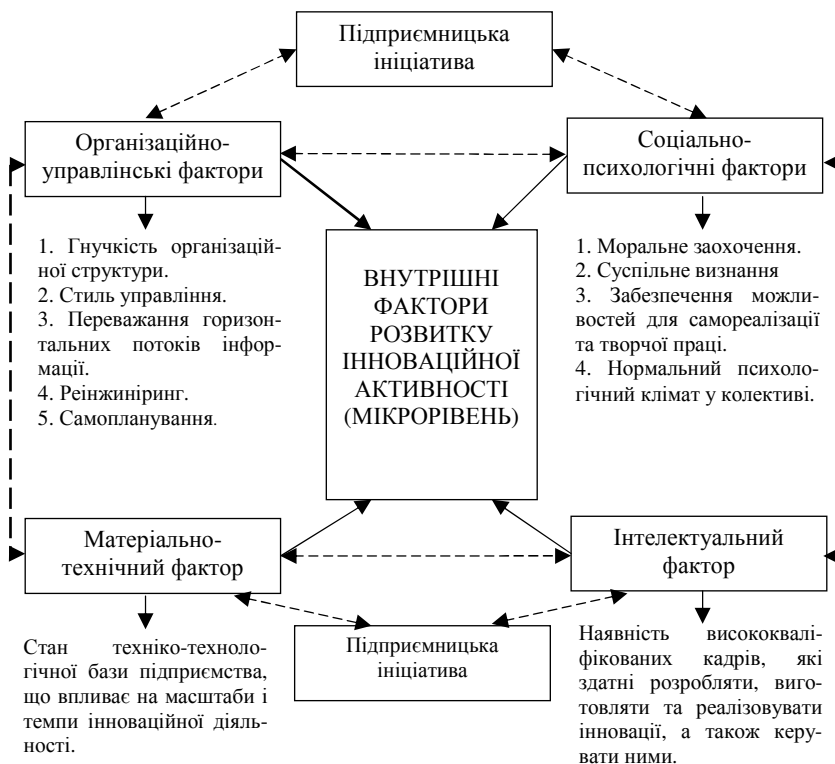 Підприємницька
ініціатива
Організаційно-
управлінські фактори
Соціально-
психологічні фактори
1. Гнучкість організацій-
ної структури.
2. Стиль управління.
3. Переважання горизон-
тальних потоків інфор-
мації.
4. Реінжиніринг.
5. Самопланування.
ВНУТРІШНІ
ФАКТОРИ
РОЗВИТКУ
ІННОВАЦІЙНОЇ
АКТИВНОСТІ
(МІКРОРІВЕНЬ)
1. Моральне заохочення.
2. Суспільне визнання
3. Забезпечення можли-
востей для самореалізації
та творчої праці.
4. Нормальний психоло-
гічний клімат у колективі.
Матеріально-
технічний фактор
Інтелектуальний
фактор
Підприємницька
ініціатива
Стан техніко-техноло-
гічної бази підприємства,
що впливає на масштаби і
темпи інноваційної діяль-
ності.
Наявність висококвалі-
фікованих кадрів, які
здатні розробляти, виго-
товляти та реалізовувати
інновації, а також керу-
вати ними.